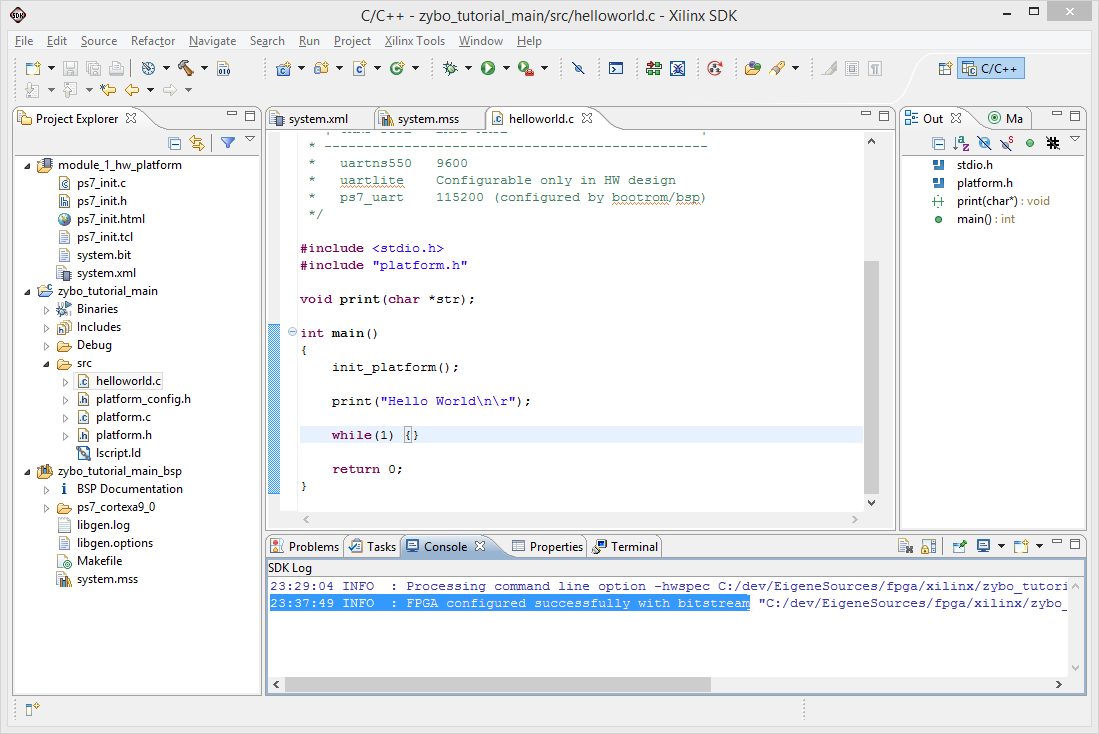 C/C++ - zybo_tutorial_main/src/helloworld.c - Xilinx SDK
File Edit Source Refactor Navigate Search Run Project Xilinx Tools Window Help
C/C++
Project Explorer
module_1_hw_platform
ps7_init.c
ps7_init.h
ps7_init.html
ps7_init.tcl
system.bit
system.xml
zybo_tutorial_main
Binaries
Includes
Debug
src
helloworld.c
platform_config.h
platform.c
platform.h
lscript.ld
zybo_tutorial_main_bsp
BSP Documentation
ps7_cortexa9_0
libgen.log
libgen.options
Makefile
system.mss
system.xml system.mss helloworld.c
* ------------------------------------------------
*   uartns550   9600
*   uartlite    Configurable only in HW design
*   ps7_uart    115200 (configured by bootrom/bsp)
*/
#include <stdio.h>
#include "platform.h"
void print(char *str);
int main()
{
    init_platform();
    print("Hello World\n\r");
    while(1) {}
    return 0;
}
Out Ma
stdio.h
platform.h
print(char*) : void
main() : int
Problems Tasks Console Properties Terminal
SDK Log
23:29:04 INFO  : Processing command line option -hwspec C:/dev/EigeneSources/fpga/xilinx/zybo_tutori
23:37:49 INFO  : FPGA configured successfully with bitstream "C:/dev/EigeneSources/fpga/xilinx/zybo_